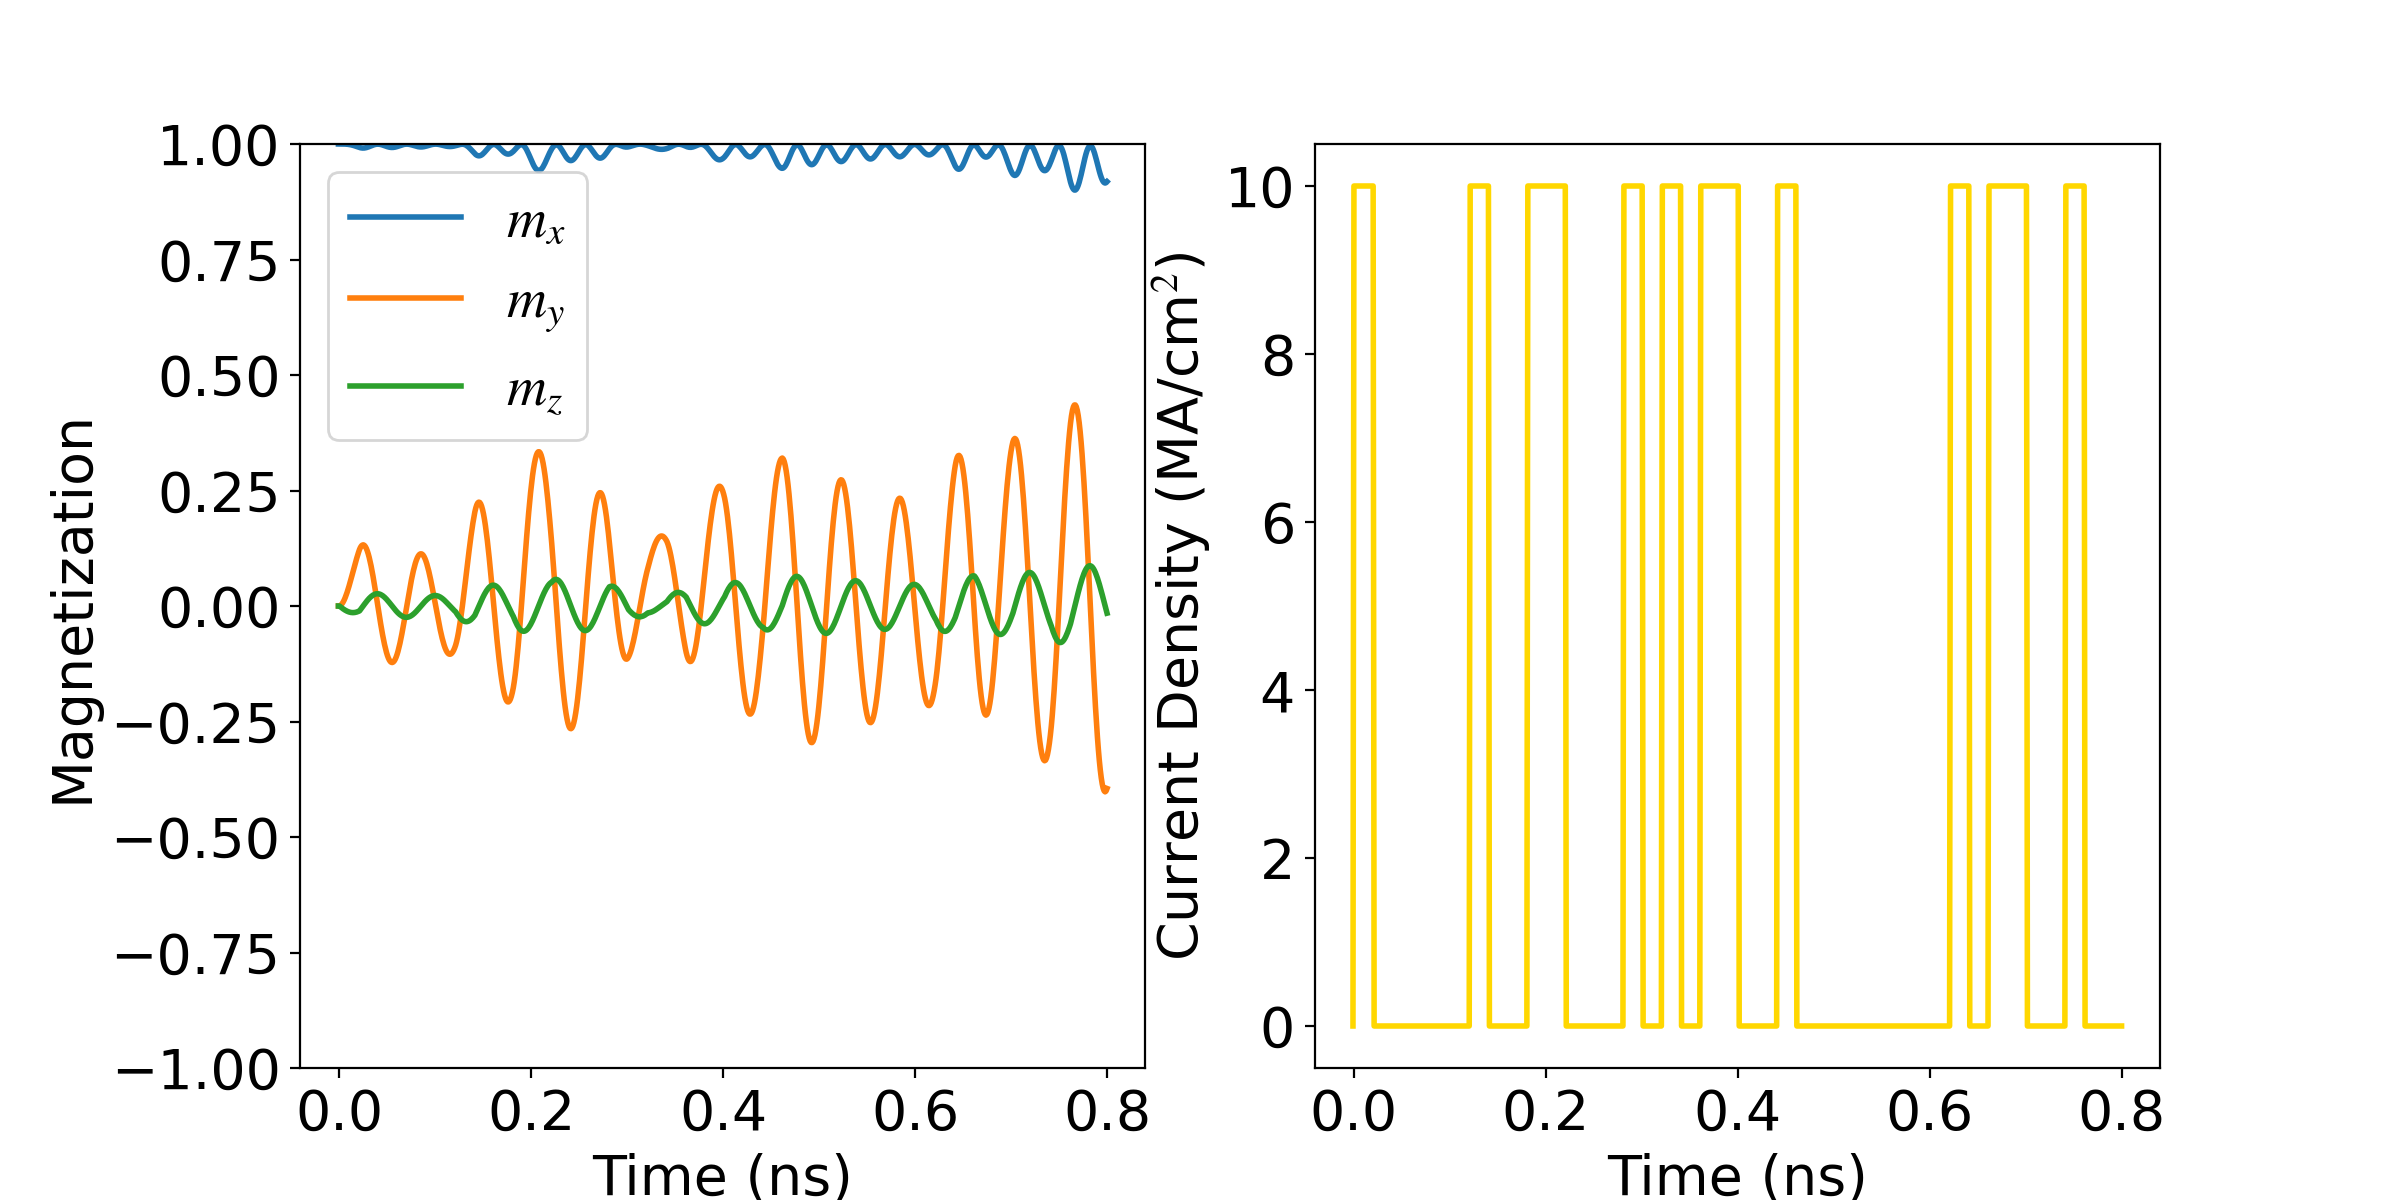 1.00
0.75
0.50
0.25
0.00
−0.25
−0.50
−0.75
−1.00
Magnetization
m_x
m_y
m_z
0.0 0.2 0.4 0.6 0.8
Time (ns)
10
8
6
4
2
0
Current Density (MA/cm²)
0.0 0.2 0.4 0.6 0.8
Time (ns)